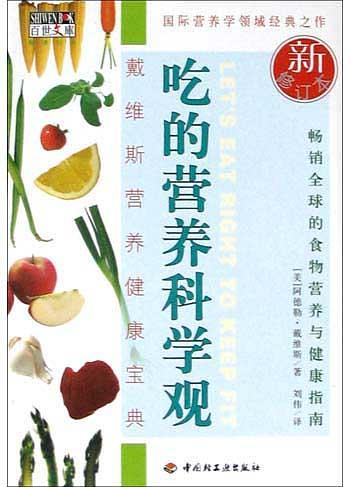 SHIWEN BOOK
百世文库
国际营养学领域经典之作
新
修订本
戴维斯营养健康宝典
吃的营养科学观
LET'S EAT RIGHT TO KEEP FIT
畅销全球的食物营养与健康指南
[美]阿德勒·戴维斯/著
刘伟/译
中国轻工业出版社